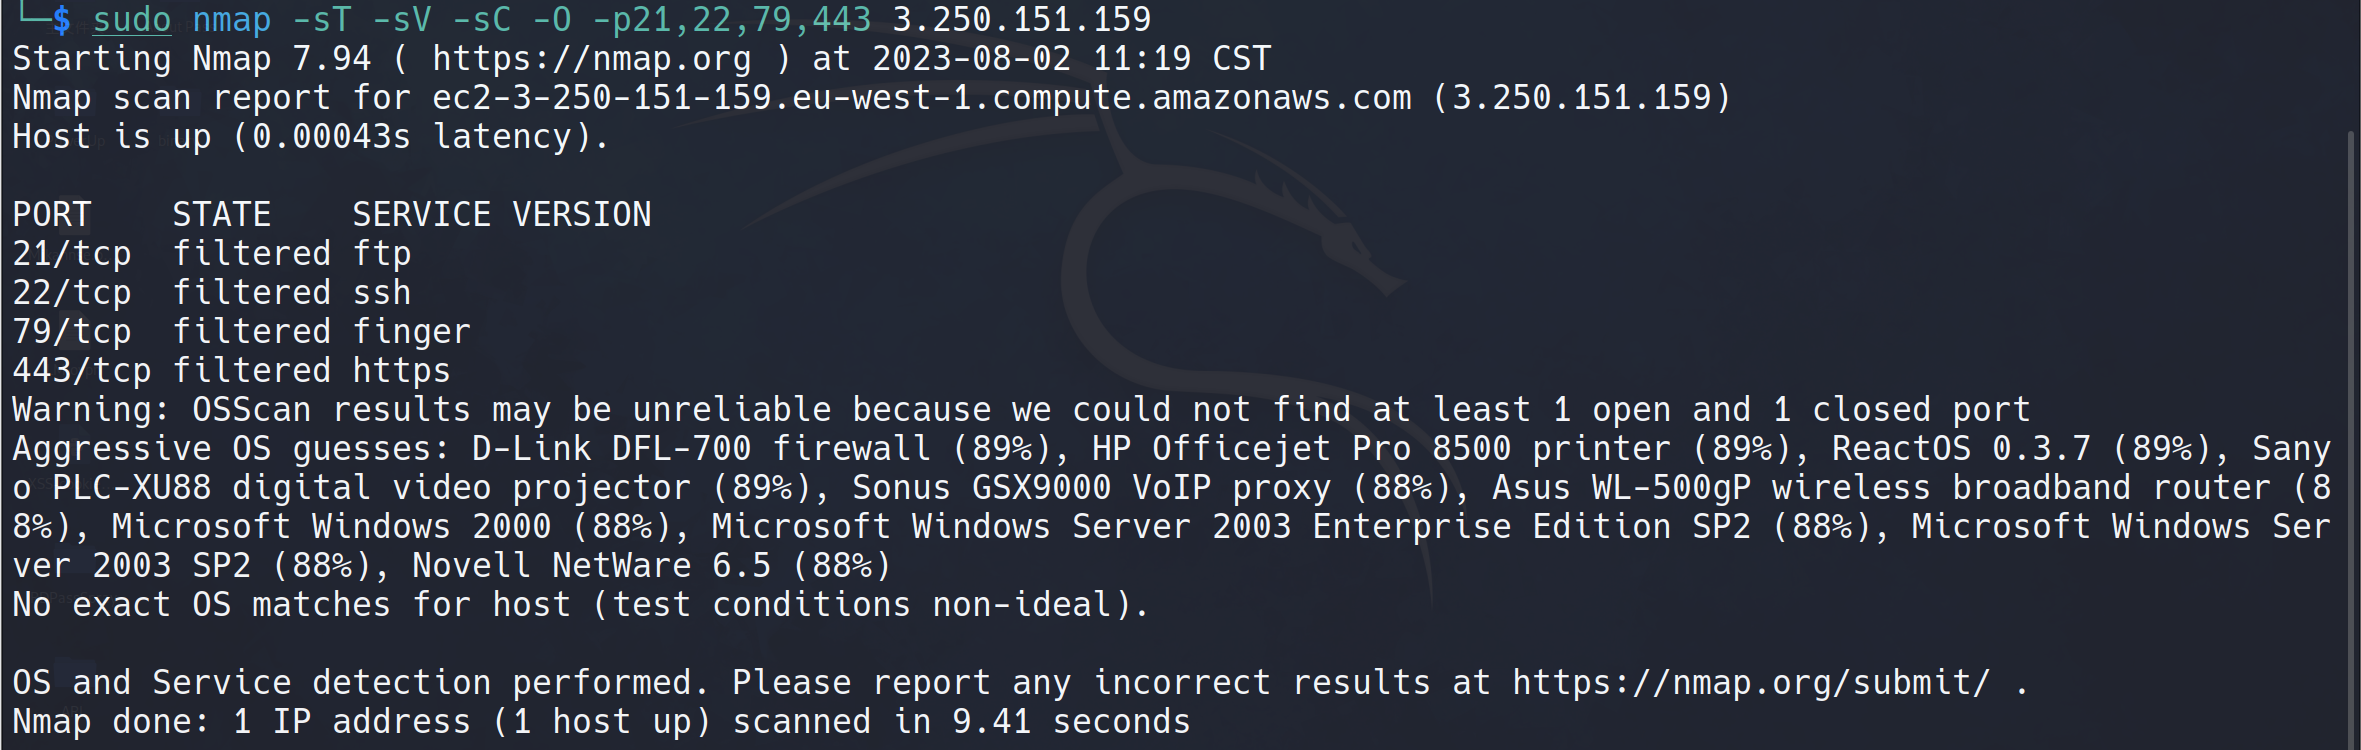 └─$ sudo nmap -sT -sV -sC -O -p21,22,79,443 3.250.151.159
Starting Nmap 7.94 ( https://nmap.org ) at 2023-08-02 11:19 CST
Nmap scan report for ec2-3-250-151-159.eu-west-1.compute.amazonaws.com (3.250.151.159)
Host is up (0.00043s latency).

PORT    STATE    SERVICE VERSION
21/tcp  filtered ftp
22/tcp  filtered ssh
79/tcp  filtered finger
443/tcp filtered https
Warning: OSScan results may be unreliable because we could not find at least 1 open and 1 closed port
Aggressive OS guesses: D-Link DFL-700 firewall (89%), HP Officejet Pro 8500 printer (89%), ReactOS 0.3.7 (89%), Sany
o PLC-XU88 digital video projector (89%), Sonus GSX9000 VoIP proxy (88%), Asus WL-500gP wireless broadband router (8
8%), Microsoft Windows 2000 (88%), Microsoft Windows Server 2003 Enterprise Edition SP2 (88%), Microsoft Windows Ser
ver 2003 SP2 (88%), Novell NetWare 6.5 (88%)
No exact OS matches for host (test conditions non-ideal).

OS and Service detection performed. Please report any incorrect results at https://nmap.org/submit/ .
Nmap done: 1 IP address (1 host up) scanned in 9.41 seconds